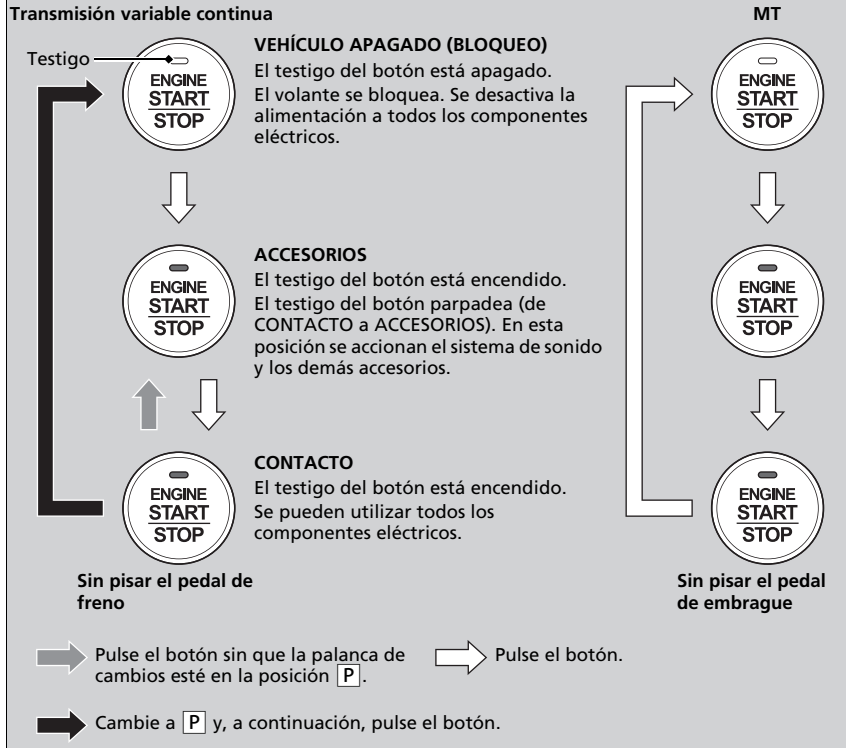 Transmisión variable continua
MT
Testigo
ENGINE
START
STOP
VEHÍCULO APAGADO (BLOQUEO)
El testigo del botón está apagado.
El volante se bloquea. Se desactiva la
alimentación a todos los componentes
eléctricos.
ENGINE
START
STOP
ENGINE
START
STOP
ACCESORIOS
El testigo del botón está encendido.
El testigo del botón parpadea (de
CONTACTO a ACCESORIOS). En esta
posición se accionan el sistema de sonido
y los demás accesorios.
ENGINE
START
STOP
ENGINE
START
STOP
CONTACTO
El testigo del botón está encendido.
Se pueden utilizar todos los
componentes eléctricos.
ENGINE
START
STOP
Sin pisar el pedal de
freno
Sin pisar el pedal
de embrague
Pulse el botón sin que la palanca de
cambios esté en la posición P.
Pulse el botón.
Cambie a P y, a continuación, pulse el botón.